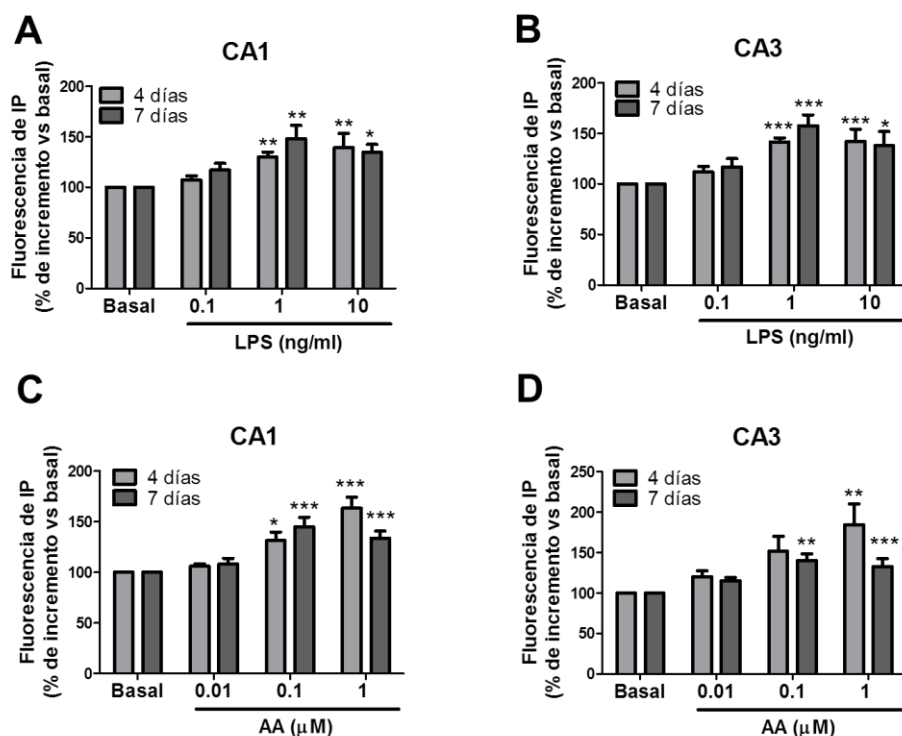 A
CA1
Fluorescencia de IP
(% de incremento vs basal)
200
150
100
50
0
4 días
7 días
**
**
**
*
Basal
0.1
1
10
LPS (ng/ml)
B
CA3
Fluorescencia de IP
(% de incremento vs basal)
200
150
100
50
0
4 días
7 días
***
***
***
*
Basal
0.1
1
10
LPS (ng/ml)
C
CA1
Fluorescencia de IP
(% de incremento vs basal)
200
150
100
50
0
4 días
7 días
*
***
***
***
Basal
0.01
0.1
1
AA (µM)
D
CA3
Fluorescencia de IP
(% de incremento vs basal)
250
200
150
100
50
0
4 días
7 días
**
**
***
Basal
0.01
0.1
1
AA (µM)